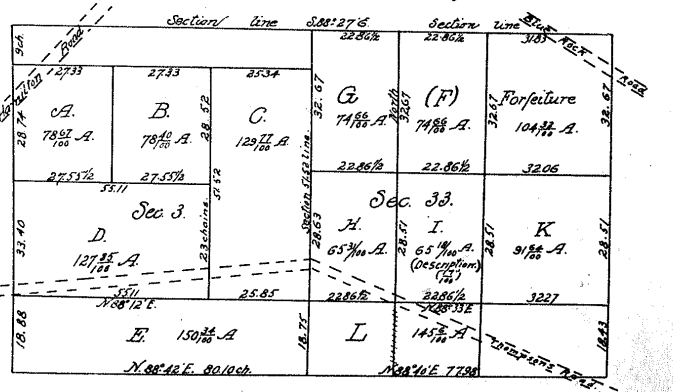 Section line S.88°27'E. Section line
Blue Rock Road
Hamilton Road
9ch.
22.86½ 22.86½ 31.83
27.33 27.33 25.34
A. B. C. G (F) Forfeiture
78 67/100 A. 78 40/100 A. 129 77/100 A. 74 66/100 A. 74 66/100 A. 104 32/100 A.
28.74 28.52 32.67 North 32.67 32.67 32.67
27.55½ 27.55½ 22.86½ 22.86½ 32.06
55.11
51.52
Section 51.52 line
Sec. 3. Sec. 33.
D. H. I. K
127 85/100 A. 65 31/100 A. 65 18/100 A. 91 64/100 A.
(Description)
33.40 23 chains. 28.63 28.51 28.51 28.51
55.11 25.85 22.86½ 22.86½ 32.27
N.88°12'E. N.88°33'E
E. 150 34/100 A L 145 A
18.88 18.75 18.43
Thompsons Road
N.88°42'E. 80.10ch. N.88°40'E 77.98